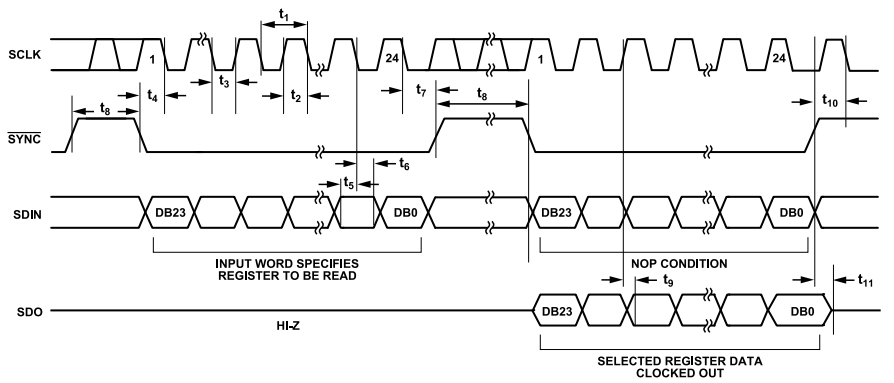 t1
SCLK
1
24
1
24
t4
t3
t2
t7
t8
t10
t8
SYNC
t5
t6
SDIN
DB23
DB0
DB23
DB0
INPUT WORD SPECIFIES
REGISTER TO BE READ
NOP CONDITION
t9
t11
SDO
HI-Z
DB23
DB0
SELECTED REGISTER DATA
CLOCKED OUT